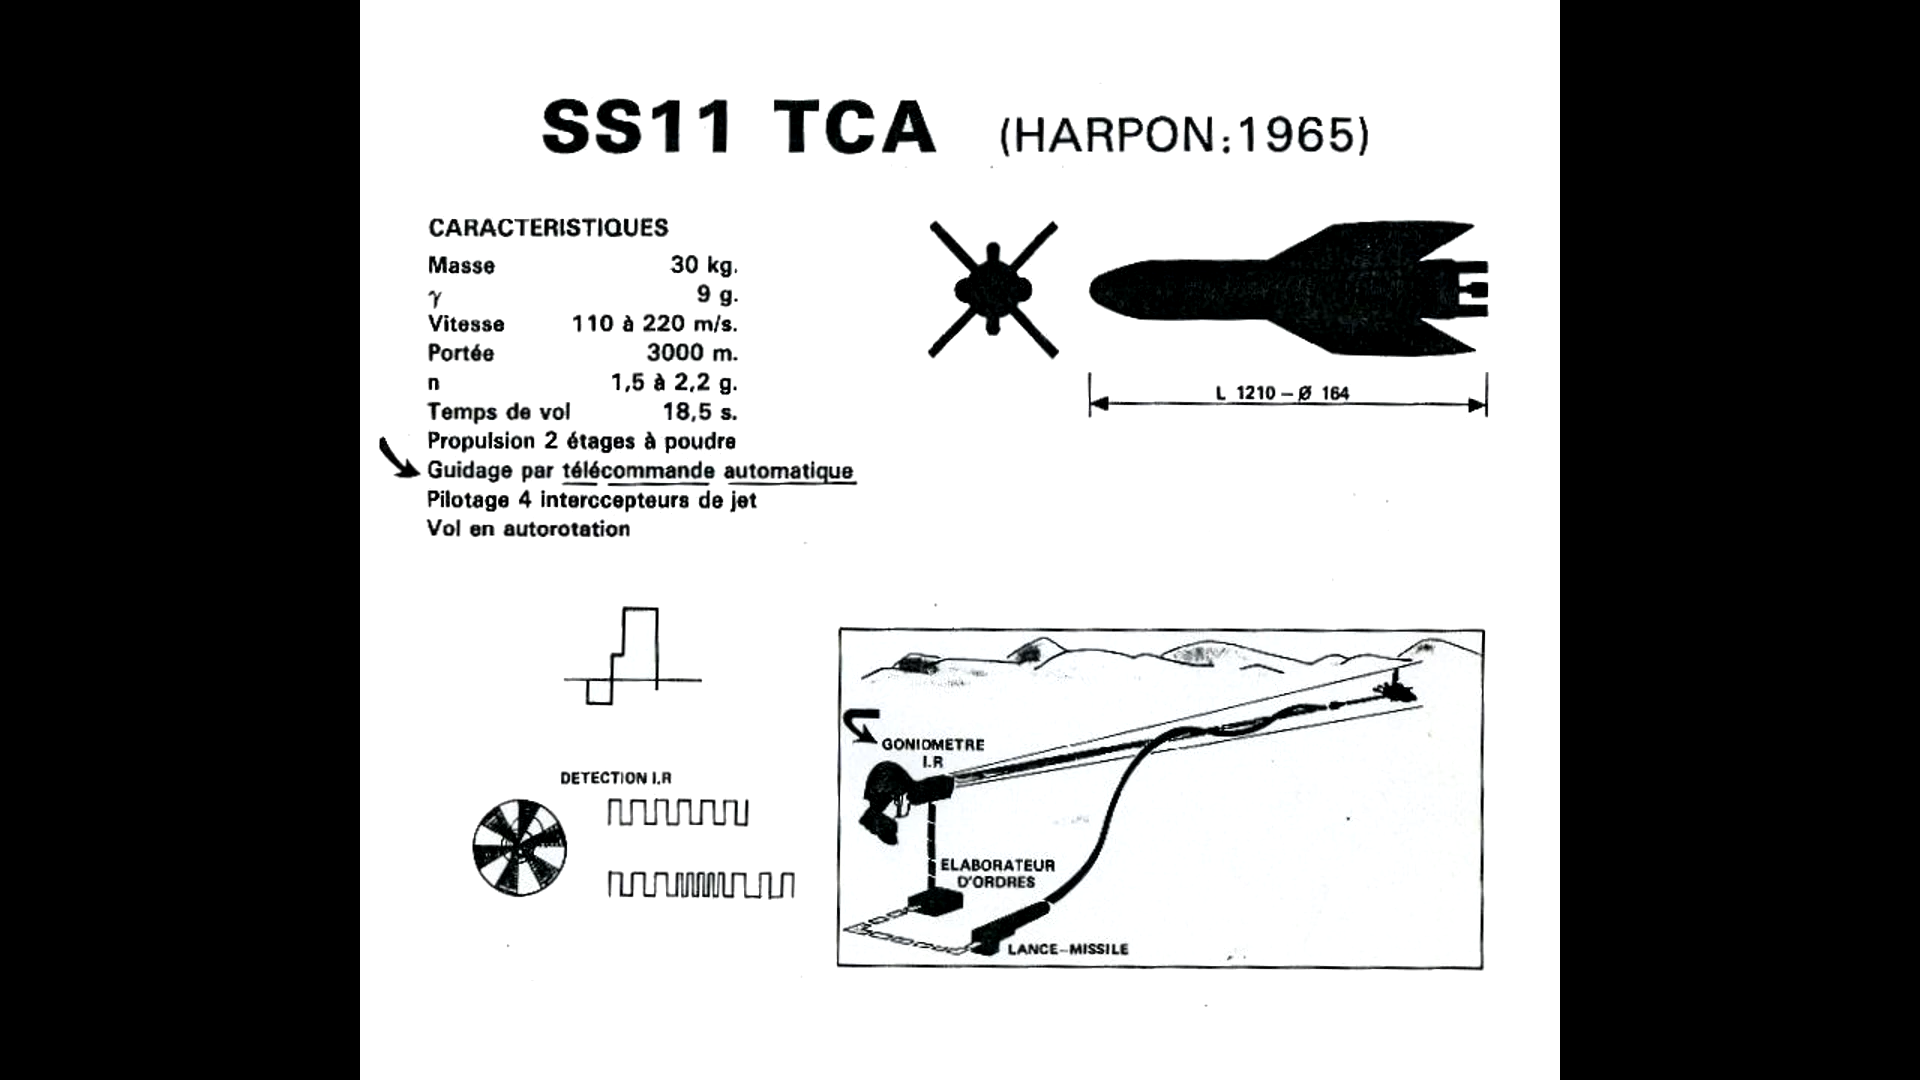 SS11 TCA (HARPON:1965)
CARACTERISTIQUES
Masse 30 kg.
γ 9 g.
Vitesse 110 à 220 m/s.
Portée 3000 m.
n 1,5 à 2,2 g.
Temps de vol 18,5 s.
Propulsion 2 étages à poudre
Guidage par télécommande automatique
Pilotage 4 interccepteurs de jet
Vol en autorotation
L 1210 – Ø 164
DETECTION I.R
GONIOMETRE
I.R
ELABORATEUR
D'ORDRES
LANCE–MISSILE